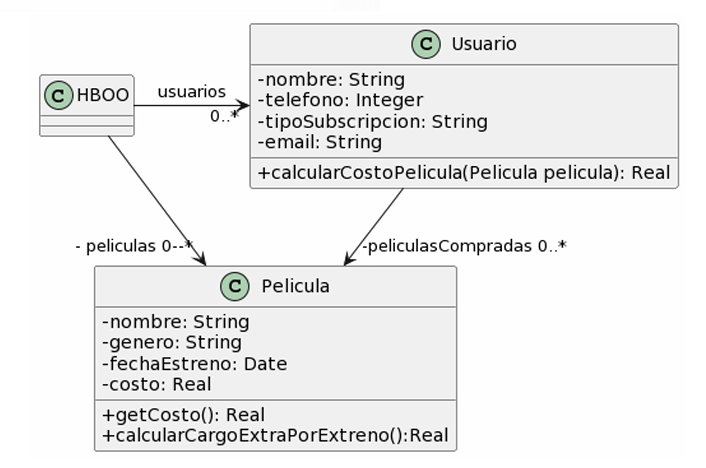 C Usuario
-nombre: String
-telefono: Integer
-tipoSubscripcion: String
-email: String
+calcularCostoPelicula(Pelicula pelicula): Real
C HBOO
usuarios
0..*
- peliculas 0--*
-peliculasCompradas 0..*
C Pelicula
-nombre: String
-genero: String
-fechaEstreno: Date
-costo: Real
+getCosto(): Real
+calcularCargoExtraPorExtreno():Real